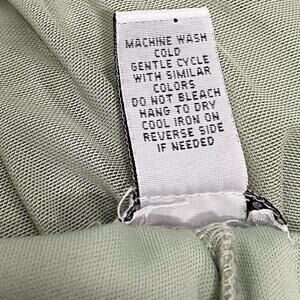 MACHINE WASH
COLD
GENTLE CYCLE
WITH SIMILAR
COLORS
DO NOT BLEACH
HANG TO DRY
COOL IRON ON
REVERSE SIDE
IF NEEDED